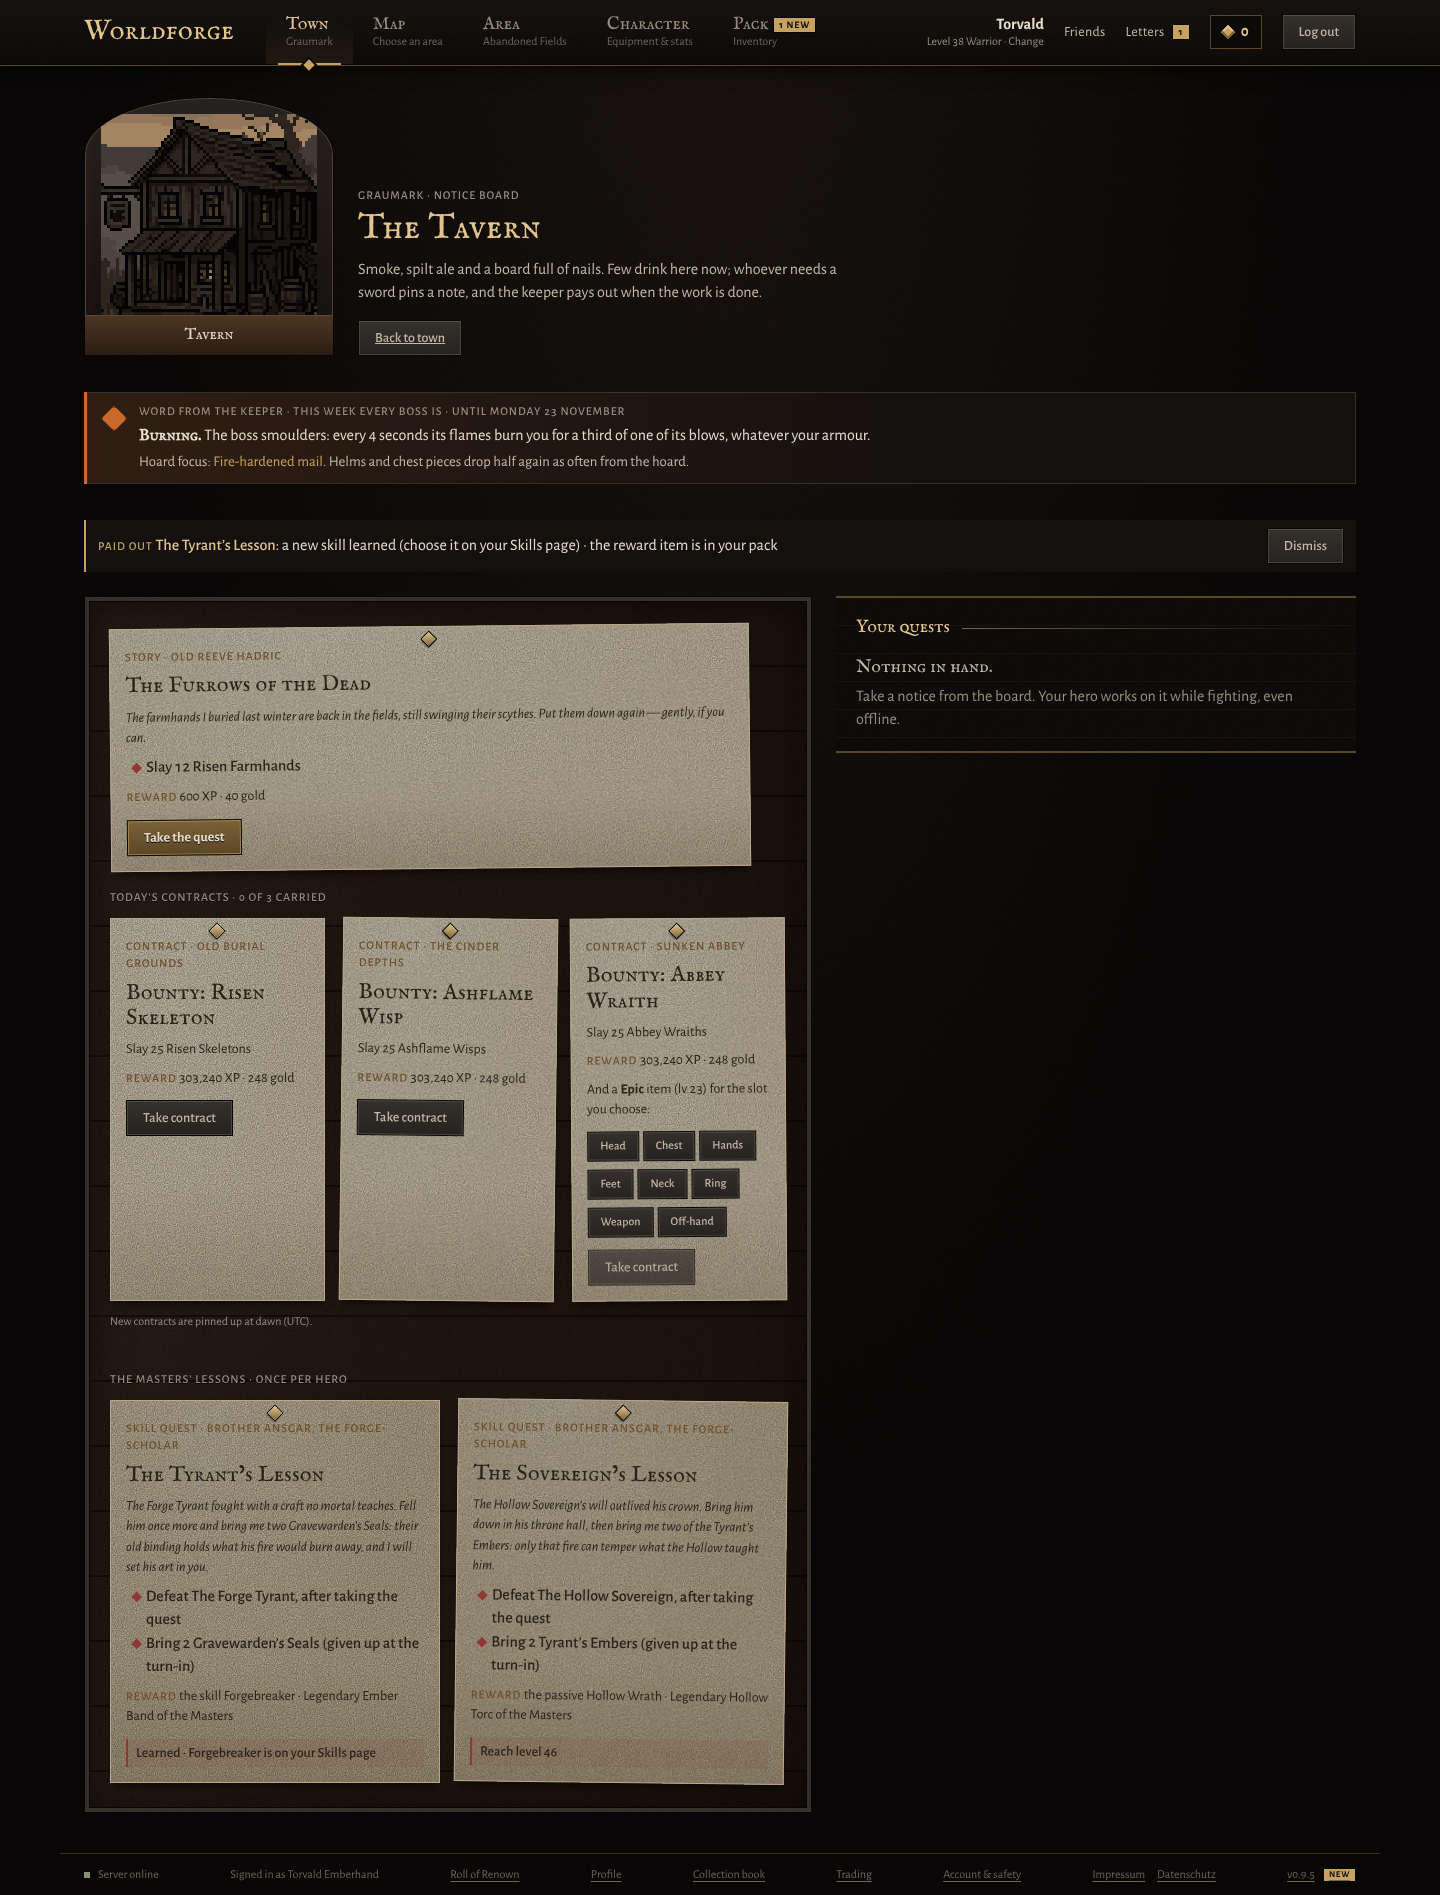 Worldforge
Town
Graumark
Map
Choose an area
Area
Abandoned Fields
Character
Equipment & stats
Pack 1 NEW
Inventory
Torvald
Level 38 Warrior · Change
Friends
Letters 1
0
Log out
Tavern
GRAUMARK · NOTICE BOARD
The Tavern
Smoke, spilt ale and a board full of nails. Few drink here now; whoever needs a
sword pins a note, and the keeper pays out when the work is done.
Back to town
WORD FROM THE KEEPER · THIS WEEK EVERY BOSS IS · UNTIL MONDAY 23 NOVEMBER
Burning. The boss smoulders: every 4 seconds its flames burn you for a third of one of its blows, whatever your armour.
Hoard focus: Fire-hardened mail. Helms and chest pieces drop half again as often from the hoard.
PAID OUT The Tyrant's Lesson: a new skill learned (choose it on your Skills page) · the reward item is in your pack
Dismiss
STORY · OLD REEVE HADRIC
The Furrows of the Dead
The farmhands I buried last winter are back in the fields, still swinging their scythes. Put them down again — gently, if you
can.
Slay 12 Risen Farmhands
REWARD 600 XP · 40 gold
Take the quest
TODAY'S CONTRACTS · 0 OF 3 CARRIED
CONTRACT · OLD BURIAL
GROUNDS
Bounty: Risen
Skeleton
Slay 25 Risen Skeletons
REWARD 303,240 XP · 248 gold
Take contract
CONTRACT · THE CINDER
DEPTHS
Bounty: Ashflame
Wisp
Slay 25 Ashflame Wisps
REWARD 303,240 XP · 248 gold
Take contract
CONTRACT · SUNKEN ABBEY
Bounty: Abbey
Wraith
Slay 25 Abbey Wraiths
REWARD 303,240 XP · 248 gold
And a Epic item (lv 23) for the slot
you choose:
Head Chest Hands
Feet Neck Ring
Weapon Off-hand
Take contract
New contracts are pinned up at dawn (UTC).
THE MASTERS' LESSONS · ONCE PER HERO
SKILL QUEST · BROTHER ANSGAR, THE FORGE-
SCHOLAR
The Tyrant's Lesson
The Forge Tyrant fought with a craft no mortal teaches. Fell
him once more and bring me two Gravewarden's Seals: their
old binding holds what his fire would burn away, and I will
set his art in you.
Defeat The Forge Tyrant, after taking the
quest
Bring 2 Gravewarden's Seals (given up at the
turn-in)
REWARD the skill Forgebreaker · Legendary Ember
Band of the Masters
Learned · Forgebreaker is on your Skills page
SKILL QUEST · BROTHER ANSGAR, THE FORGE-
SCHOLAR
The Sovereign's Lesson
The Hollow Sovereign's will outlived his crown. Bring him
down in his throne hall, then bring me two of the Tyrant's
Embers: only that fire can temper what the Hollow taught
him.
Defeat The Hollow Sovereign, after taking
the quest
Bring 2 Tyrant's Embers (given up at the
turn-in)
REWARD the passive Hollow Wrath · Legendary Hollow
Torc of the Masters
Reach level 46
Your quests
Nothing in hand.
Take a notice from the board. Your hero works on it while fighting, even
offline.
Server online
Signed in as Torvald Emberhand
Roll of Renown
Profile
Collection book
Trading
Account & safety
Impressum
Datenschutz
v0.9.5 NEW